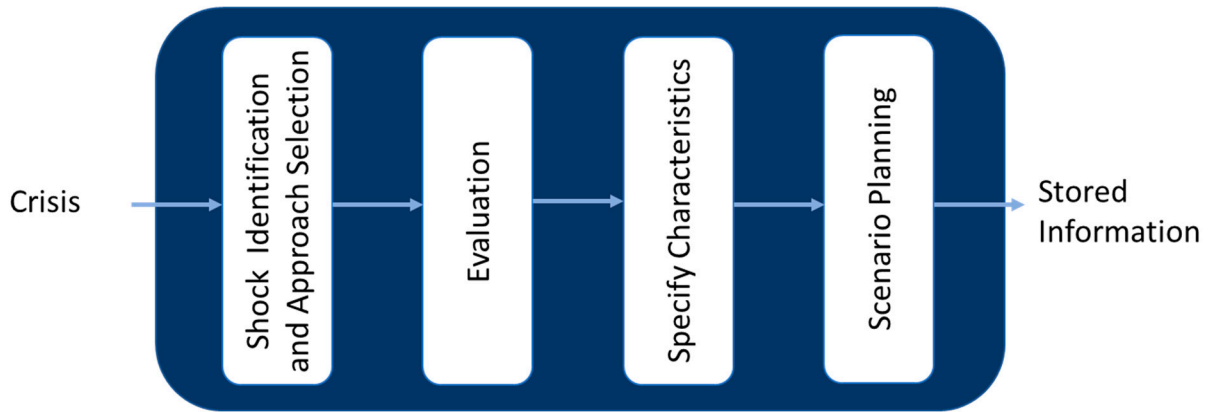 Crisis
Shock Identification
and Approach Selection
Evaluation
Specify Characteristics
Scenario Planning
Stored
Information